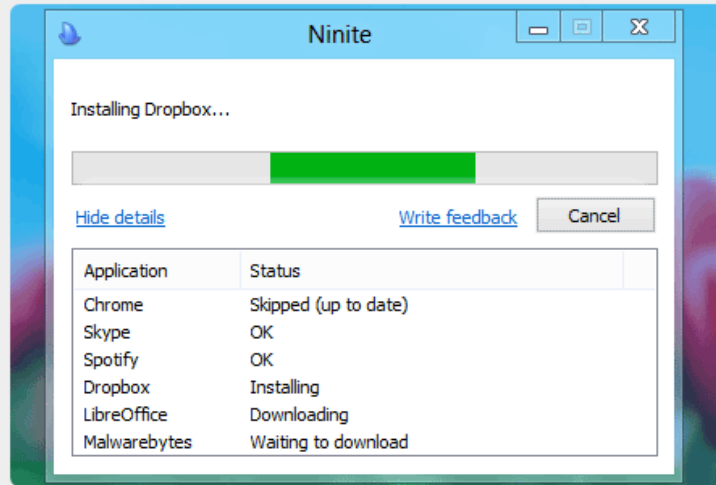 Ninite
Installing Dropbox...
Hide details Write feedback Cancel
Application Status
Chrome Skipped (up to date)
Skype OK
Spotify OK
Dropbox Installing
LibreOffice Downloading
Malwarebytes Waiting to download